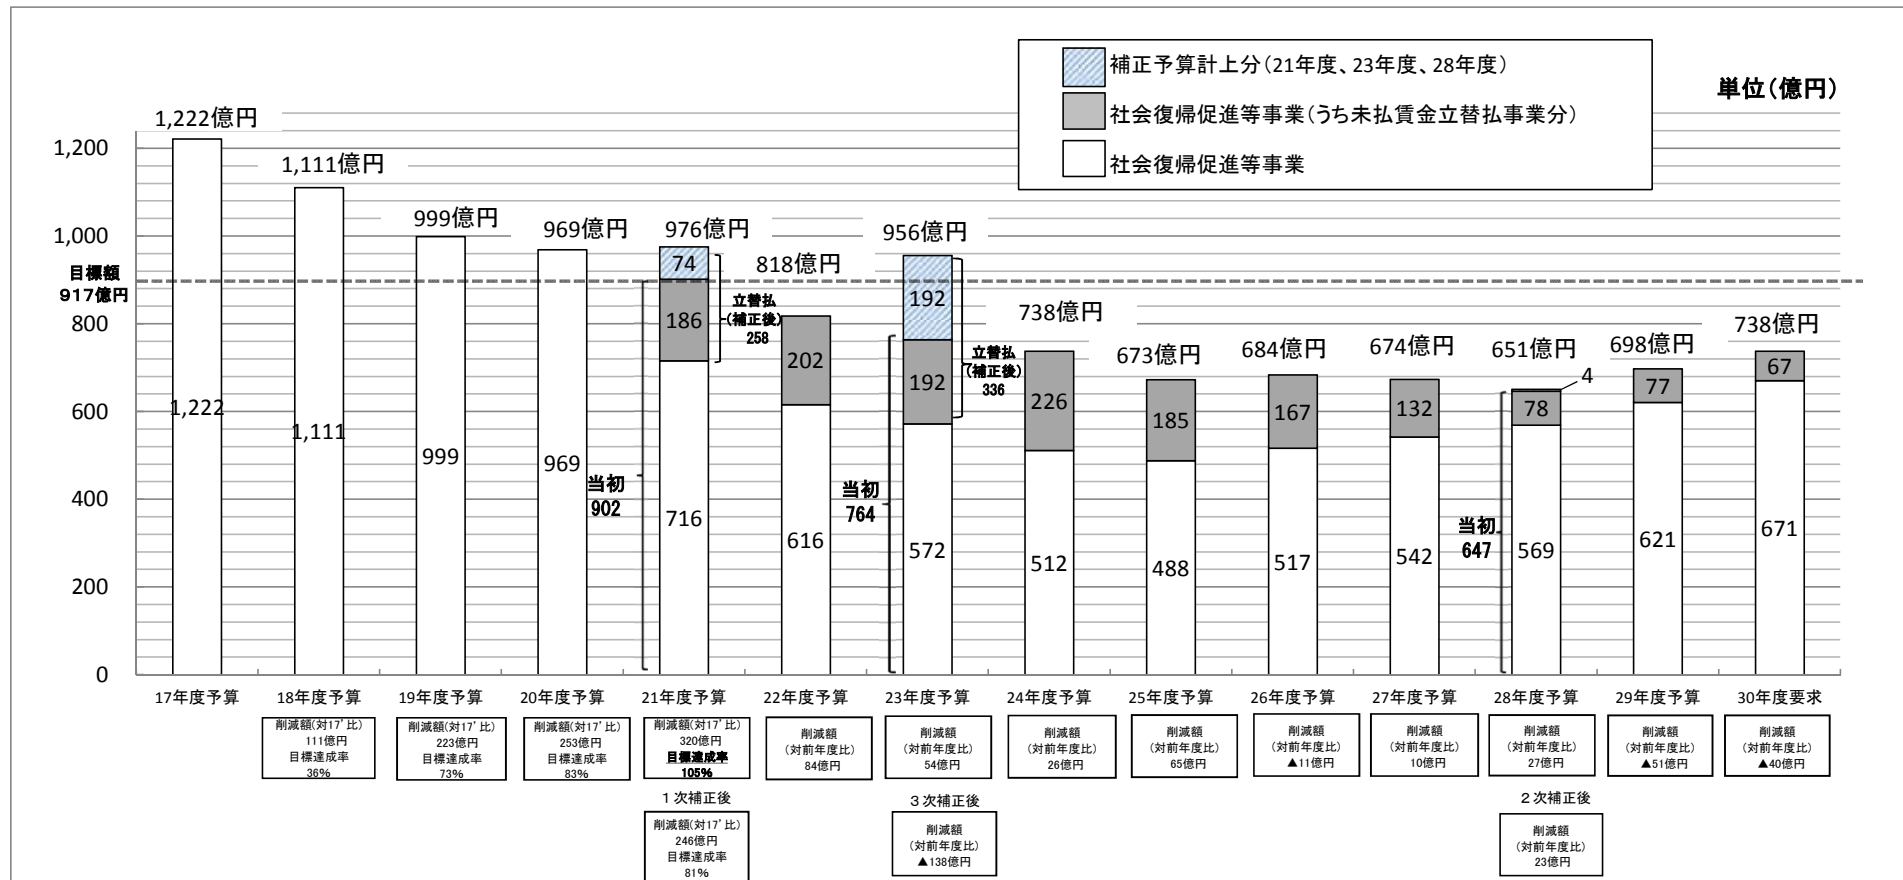 補正予算計上分(21年度、23年度、28年度)
社会復帰促進等事業(うち未払賃金立替払事業分)
社会復帰促進等事業
単位(億円)
1,200
1,000
800
600
400
200
0
目標額
917億円
1,222億円
1,222
1,111億円
1,111
999億円
999
969億円
969
976億円
74
186
716
立替払
(補正後)
258
当初
902
818億円
202
616
956億円
192
192
572
立替払
(補正後)
336
当初
764
738億円
226
512
673億円
185
488
684億円
167
517
674億円
132
542
651億円
4
78
569
当初
647
698億円
77
621
738億円
67
671
17年度予算
18年度予算
19年度予算
20年度予算
21年度予算
22年度予算
23年度予算
24年度予算
25年度予算
26年度予算
27年度予算
28年度予算
29年度予算
30年度要求
削減額(対17'比)
111億円
目標達成率
36%
削減額(対17'比)
223億円
目標達成率
73%
削減額(対17'比)
253億円
目標達成率
83%
削減額(対17'比)
320億円
目標達成率
105%
削減額
(対前年度比)
84億円
削減額
(対前年度比)
54億円
削減額
(対前年度比)
26億円
削減額
(対前年度比)
65億円
削減額
(対前年度比)
▲11億円
削減額
(対前年度比)
10億円
削減額
(対前年度比)
27億円
削減額
(対前年度比)
▲51億円
削減額
(対前年度比)
▲40億円
1次補正後
削減額(対17'比)
246億円
目標達成率
81%
3次補正後
削減額
(対前年度比)
▲138億円
2次補正後
削減額
(対前年度比)
23億円